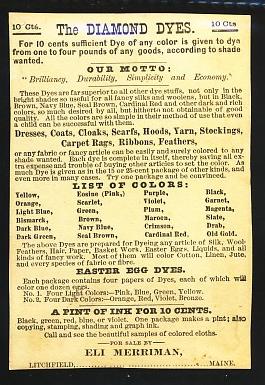 10 Cts. The DIAMOND DYES. 10 Cts
For 10 cents sufficient Dye of any color is given to dye
from one to four pounds of any goods, according to shade
wanted.
OUR MOTTO:
"Brilliancy, Durability, Simplicity and Economy."
These Dyes are far superior to all other dye stuffs, not only in the
bright shades so useful for all fancy silks and woolens, but in Black,
Brown, Navy Blue, Seal Brown, Cardinal Red and other dark and rich
colors, so much desired by all, but hitherto not obtainable of good
quality. All the colors are so simple in their method of use that even
a child can be successful with them.
Dresses, Coats, Cloaks, Scarfs, Hoods, Yarn, Stockings,
Carpet Rags, Ribbons, Feathers,
or any fabric or fancy article can be easily and surely colored to any
shade wanted. Each dye is complete in itself, thereby saving all ex-
tra expense and trouble of buying other articles to set the color. As
much Dye is given as in the 15 or 25-cent package of other kinds, and
even more in many cases. Try one package and be convinced.
LIST OF COLORS:
Yellow, Eosine (Pink,) Purple, Black,
Orange, Scarlet, Violet, Garnet,
Light Blue, Green, Plum, Magenta,
Bismarck, Brown, Maroon, Slate,
Dark Blue, Navy Blue, Crimson, Drab,
Dark Green, Seal Brown, Cardinal Red, Old Gold.
The above Dyes are prepared for Dyeing any article of Silk, Wool,
Feathers, Hair, Paper, Basket Work, Easter Eggs, Liquids, and all
kinds of fancy work. Most of them will color Cotton, Linen, Jute,
and every species of fabric or fibre.
EASTER EGG DYES.
Each package contains four papers of Dyes, each of which will
color one dozen eggs.
No. 1. Four Light Colors:—Pink, Blue, Green, Yellow.
No. 2. Four Dark Colors:—Orange, Red, Violet, Bronze.
A PINT OF INK FOR 10 CENTS.
Black, green, red, blue, or violet. One package makes a pint; also
copying, stamping, shading and graph ink.
Call and see the beautiful samples of colored cloths.
—FOR SALE BY—
ELI MERRIMAN,
LITCHFIELD, MAINE.